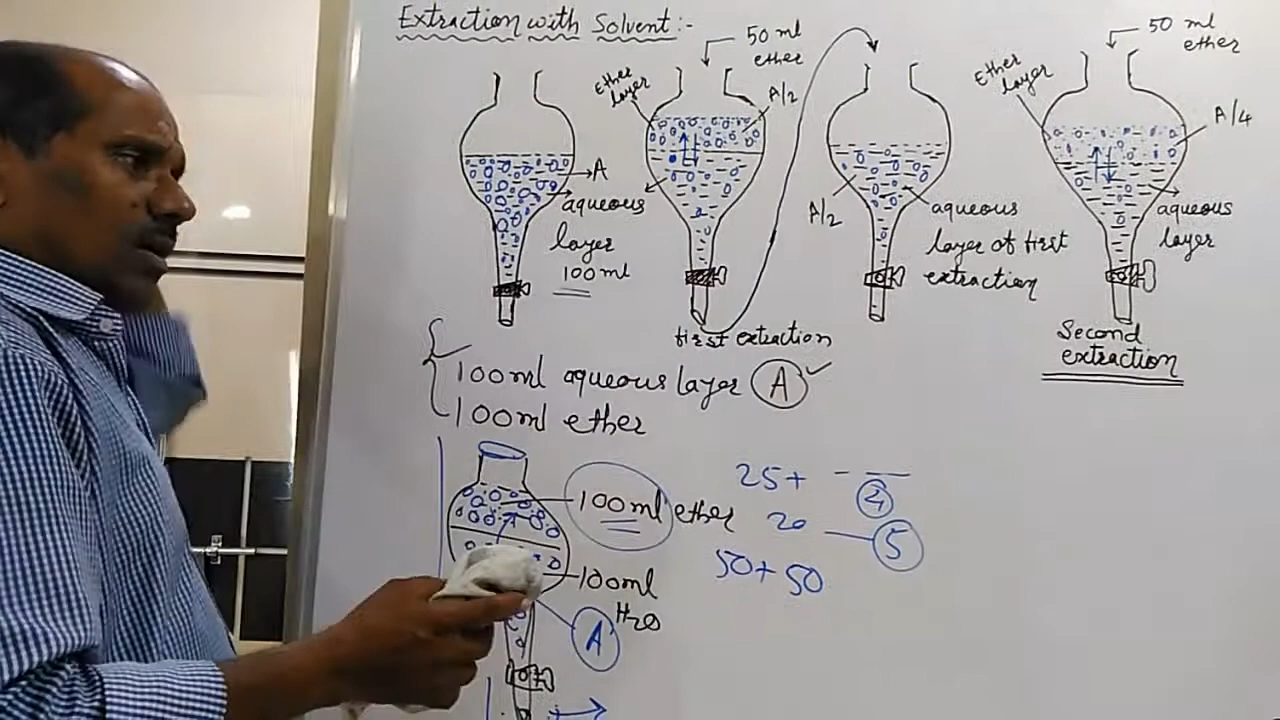 Extraction with Solvent:-
50 ml
ether
Ether
layer
A/2
A
aqueous
layer
100 ml
first extraction
A/2
aqueous
layer of first
extraction
50 ml
ether
Ether
layer
A/4
aqueous
layer
Second
extraction
100ml aqueous layer A
100ml ether
100ml ether
100ml
H2O
A
25+
4
20
5
50+50